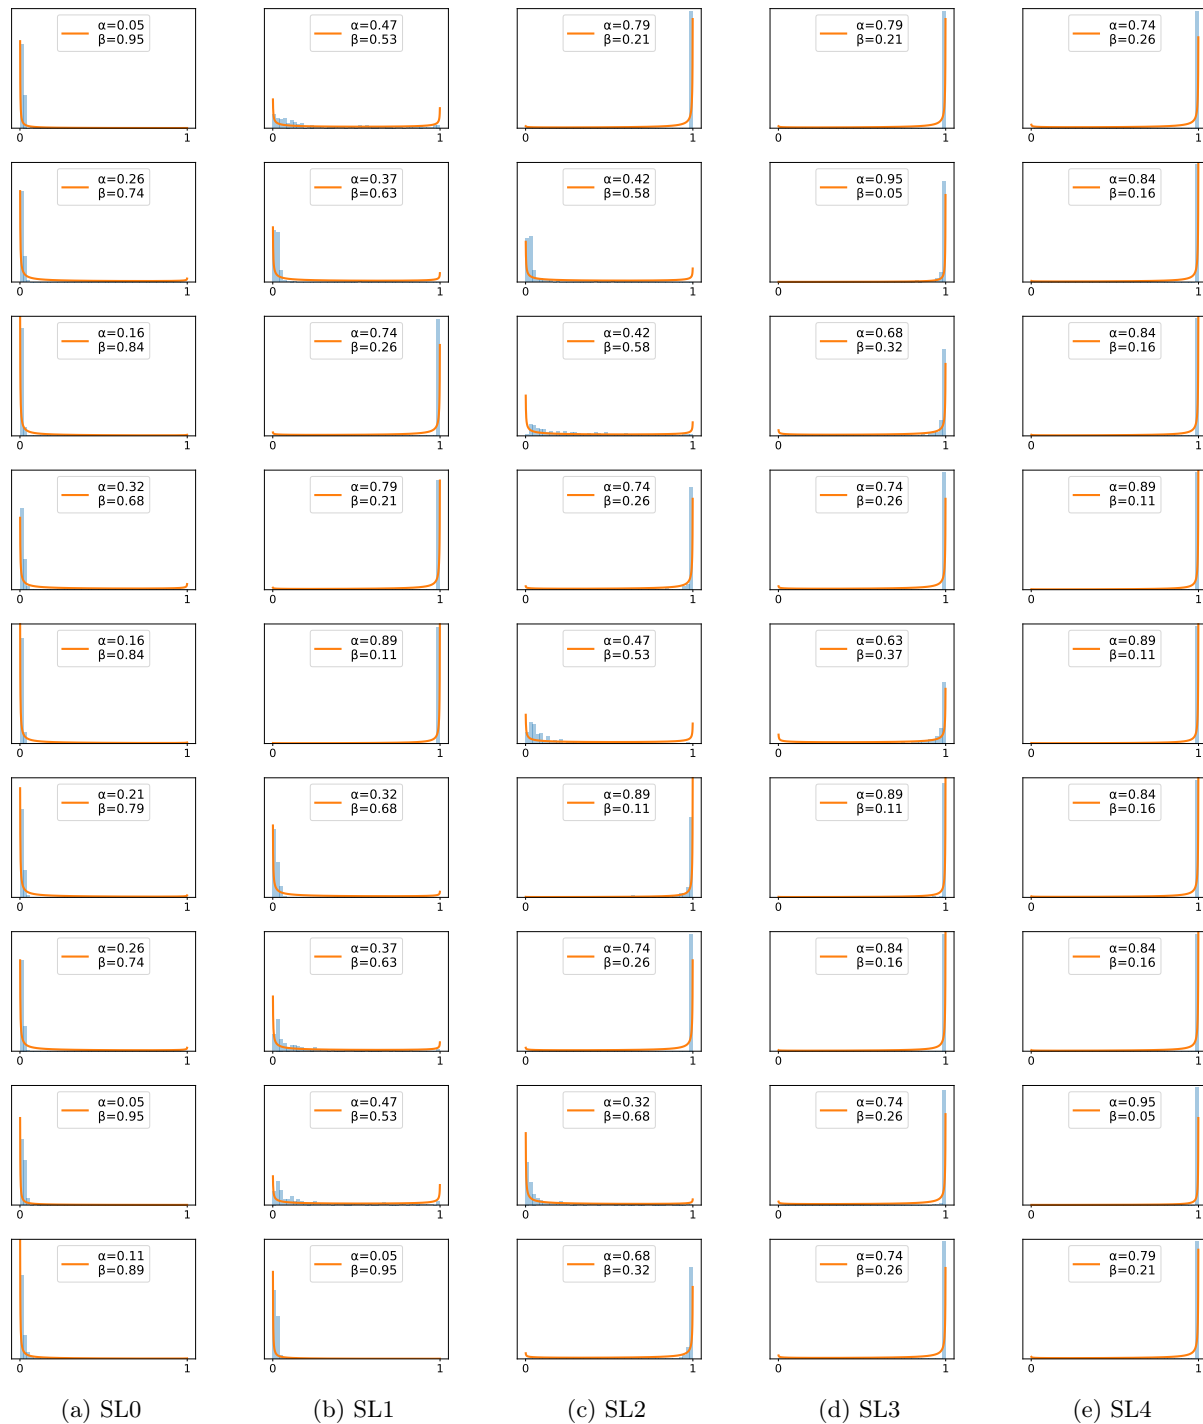 α=0.05 α=0.47 α=0.79 α=0.79 α=0.74
β=0.95 β=0.53 β=0.21 β=0.21 β=0.26
0 1 0 1 0 1 0 1 0 1
α=0.26 α=0.37 α=0.42 α=0.95 α=0.84
β=0.74 β=0.63 β=0.58 β=0.05 β=0.16
0 1 0 1 0 1 0 1 0 1
α=0.16 α=0.74 α=0.42 α=0.68 α=0.84
β=0.84 β=0.26 β=0.58 β=0.32 β=0.16
0 1 0 1 0 1 0 1 0 1
α=0.32 α=0.79 α=0.74 α=0.74 α=0.89
β=0.68 β=0.21 β=0.26 β=0.26 β=0.11
0 1 0 1 0 1 0 1 0 1
α=0.16 α=0.89 α=0.47 α=0.63 α=0.89
β=0.84 β=0.11 β=0.53 β=0.37 β=0.11
0 1 0 1 0 1 0 1 0 1
α=0.21 α=0.32 α=0.89 α=0.89 α=0.84
β=0.79 β=0.68 β=0.11 β=0.11 β=0.16
0 1 0 1 0 1 0 1 0 1
α=0.26 α=0.37 α=0.74 α=0.84 α=0.84
β=0.74 β=0.63 β=0.26 β=0.16 β=0.16
0 1 0 1 0 1 0 1 0 1
α=0.05 α=0.47 α=0.32 α=0.74 α=0.95
β=0.95 β=0.53 β=0.68 β=0.26 β=0.05
0 1 0 1 0 1 0 1 0 1
α=0.11 α=0.05 α=0.68 α=0.74 α=0.79
β=0.89 β=0.95 β=0.32 β=0.26 β=0.21
0 1 0 1 0 1 0 1 0 1
(a) SL0 (b) SL1 (c) SL2 (d) SL3 (e) SL4